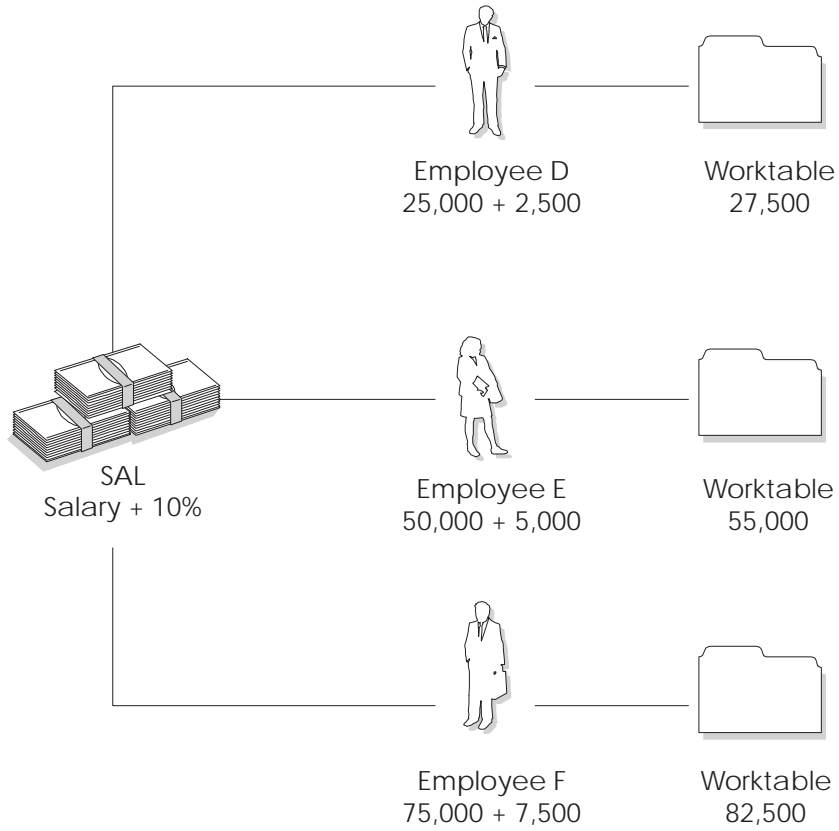 Employee D
25,000 + 2,500
Worktable
27,500
SAL
Salary + 10%
Employee E
50,000 + 5,000
Worktable
55,000
Employee F
75,000 + 7,500
Worktable
82,500